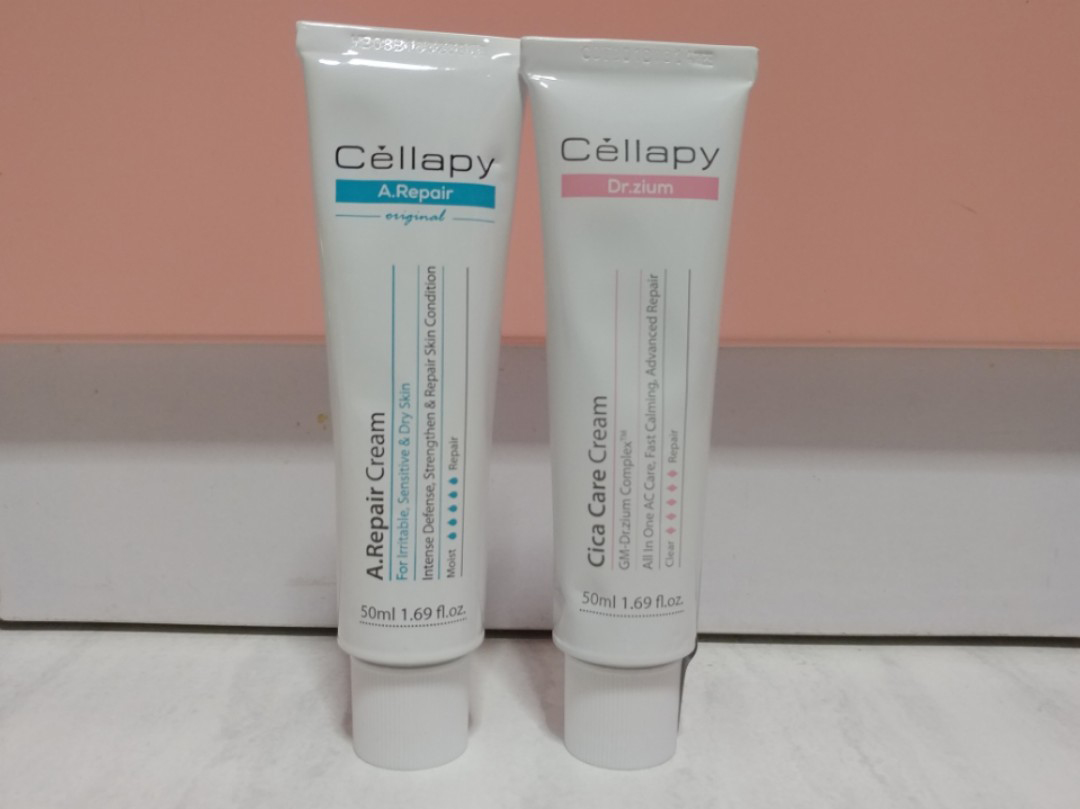 Cellapy
A.Repair
original
A.Repair Cream
For Irritable, Sensitive & Dry Skin
Intense Defense, Strengthen & Repair Skin Condition
Moist Repair
50ml 1.69 fl.oz.
Cellapy
Dr.zium
Cica Care Cream
GM-Dr.zium Complex™
All In One AC Care, Fast Calming, Advanced Repair
Clear Repair
50ml 1.69 fl.oz.